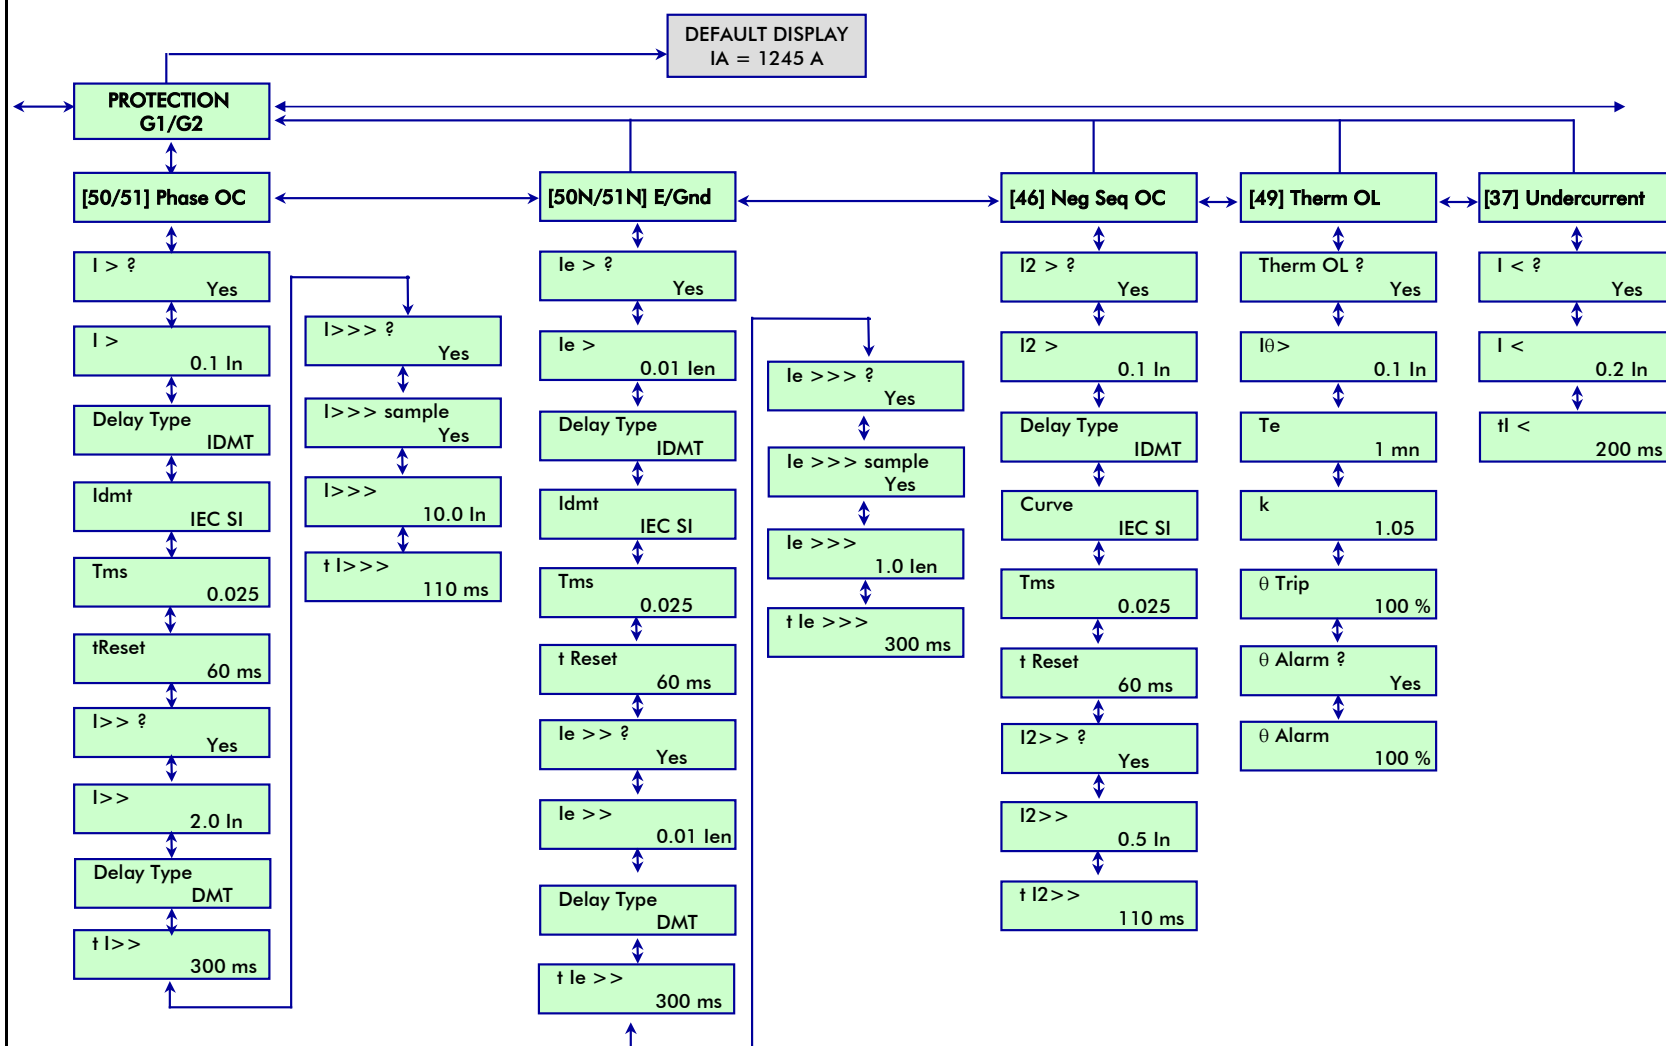 DEFAULT DISPLAY
IA = 1245 A
PROTECTION
G1/G2
[50/51] Phase OC
I > ?
Yes
I >
0.1 In
Delay Type
IDMT
Idmt
IEC SI
Tms
0.025
tReset
60 ms
I>> ?
Yes
I>>
2.0 In
Delay Type
DMT
t I>>
300 ms
I>>> ?
Yes
I>>> sample
Yes
I>>>
10.0 In
t I>>>
110 ms
[50N/51N] E/Gnd
Ie > ?
Yes
Ie >
0.01 Ien
Delay Type
IDMT
Idmt
IEC SI
Tms
0.025
t Reset
60 ms
Ie >> ?
Yes
Ie >>
0.01 Ien
Delay Type
DMT
t Ie >>
300 ms
Ie >>> ?
Yes
Ie >>> sample
Yes
Ie >>>
1.0 Ien
t Ie >>>
300 ms
[46] Neg Seq OC
I2 > ?
Yes
I2 >
0.1 In
Delay Type
IDMT
Curve
IEC SI
Tms
0.025
t Reset
60 ms
I2>> ?
Yes
I2>>
0.5 In
t I2>>
110 ms
[49] Therm OL
Therm OL ?
Yes
Iθ>
0.1 In
Te
1 mn
k
1.05
θ Trip
100 %
θ Alarm ?
Yes
θ Alarm
100 %
[37] Undercurrent
I < ?
Yes
I <
0.2 In
tI <
200 ms